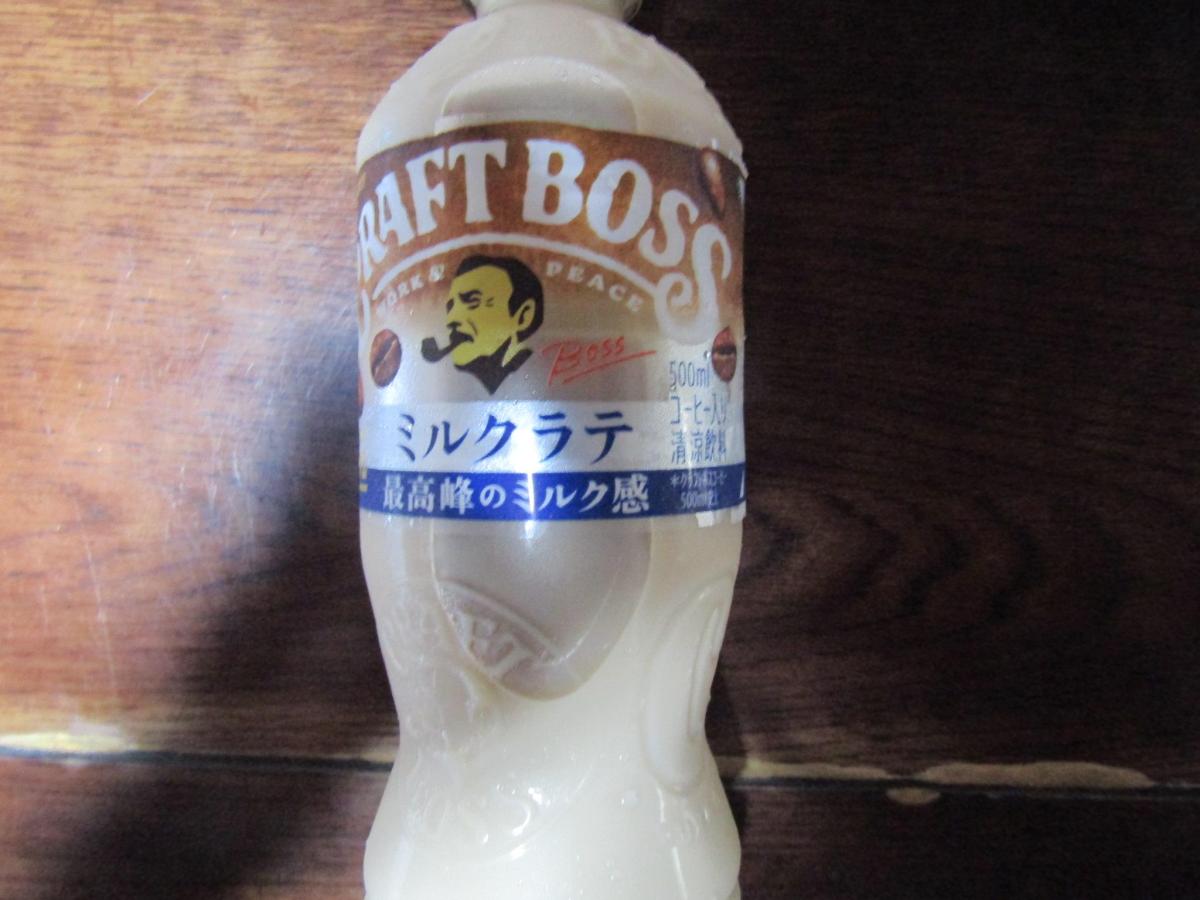 CRAFT BOSS
WORK & PEACE
Boss
500ml
コーヒー入り
清涼飲料
ミルクラテ
最高峰のミルク感